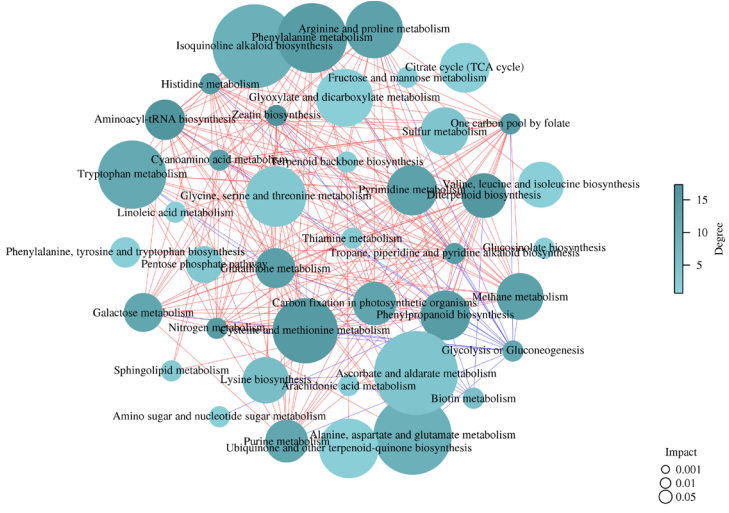 Arginine and proline metabolism
Phenylalanine metabolism
Isoquinoline alkaloid biosynthesis
Citrate cycle (TCA cycle)
Fructose and mannose metabolism
Histidine metabolism
Glyoxylate and dicarboxylate metabolism
Zeatin biosynthesis
Aminoacyl-tRNA biosynthesis
One carbon pool by folate
Sulfur metabolism
Cyanoamino acid metabolism
Terpenoid backbone biosynthesis
Tryptophan metabolism
Valine, leucine and isoleucine biosynthesis
Pyrimidine metabolism
Diterpenoid biosynthesis
Glycine, serine and threonine metabolism
Linoleic acid metabolism
Thiamine metabolism
Glucosinolate biosynthesis
Phenylalanine, tyrosine and tryptophan biosynthesis
Tropane, piperidine and pyridine alkaloid biosynthesis
Pentose phosphate pathway
Glutathione metabolism
Methane metabolism
Carbon fixation in photosynthetic organisms
Galactose metabolism
Phenylpropanoid biosynthesis
Nitrogen metabolism
Cysteine and methionine metabolism
Glycolysis or Gluconeogenesis
Sphingolipid metabolism
Ascorbate and aldarate metabolism
Lysine biosynthesis
Arachidonic acid metabolism
Biotin metabolism
Amino sugar and nucleotide sugar metabolism
Alanine, aspartate and glutamate metabolism
Purine metabolism
Ubiquinone and other terpenoid-quinone biosynthesis
15
10
5
Degree
Impact
0.001
0.01
0.05